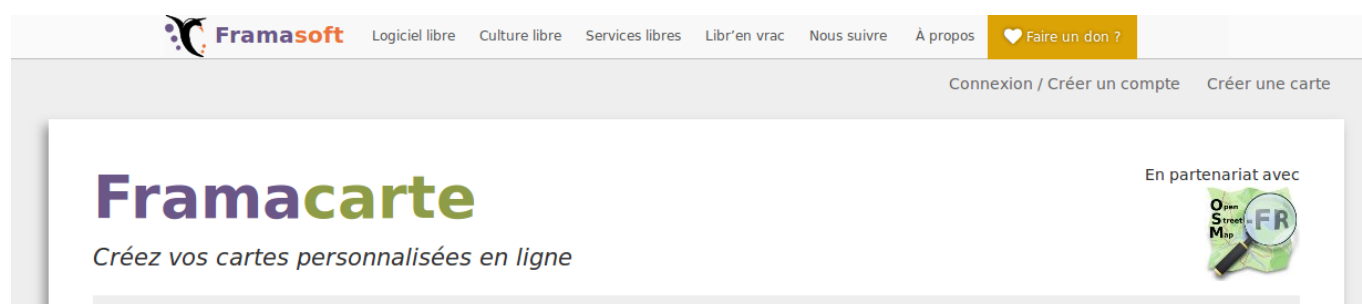 Framasoft Logiciel libre Culture libre Services libres Libr'en vrac Nous suivre À propos Faire un don ?
Connexion / Créer un compte Créer une carte
Framacarte
Créez vos cartes personnalisées en ligne
En partenariat avec
Open
Street
Map
FR